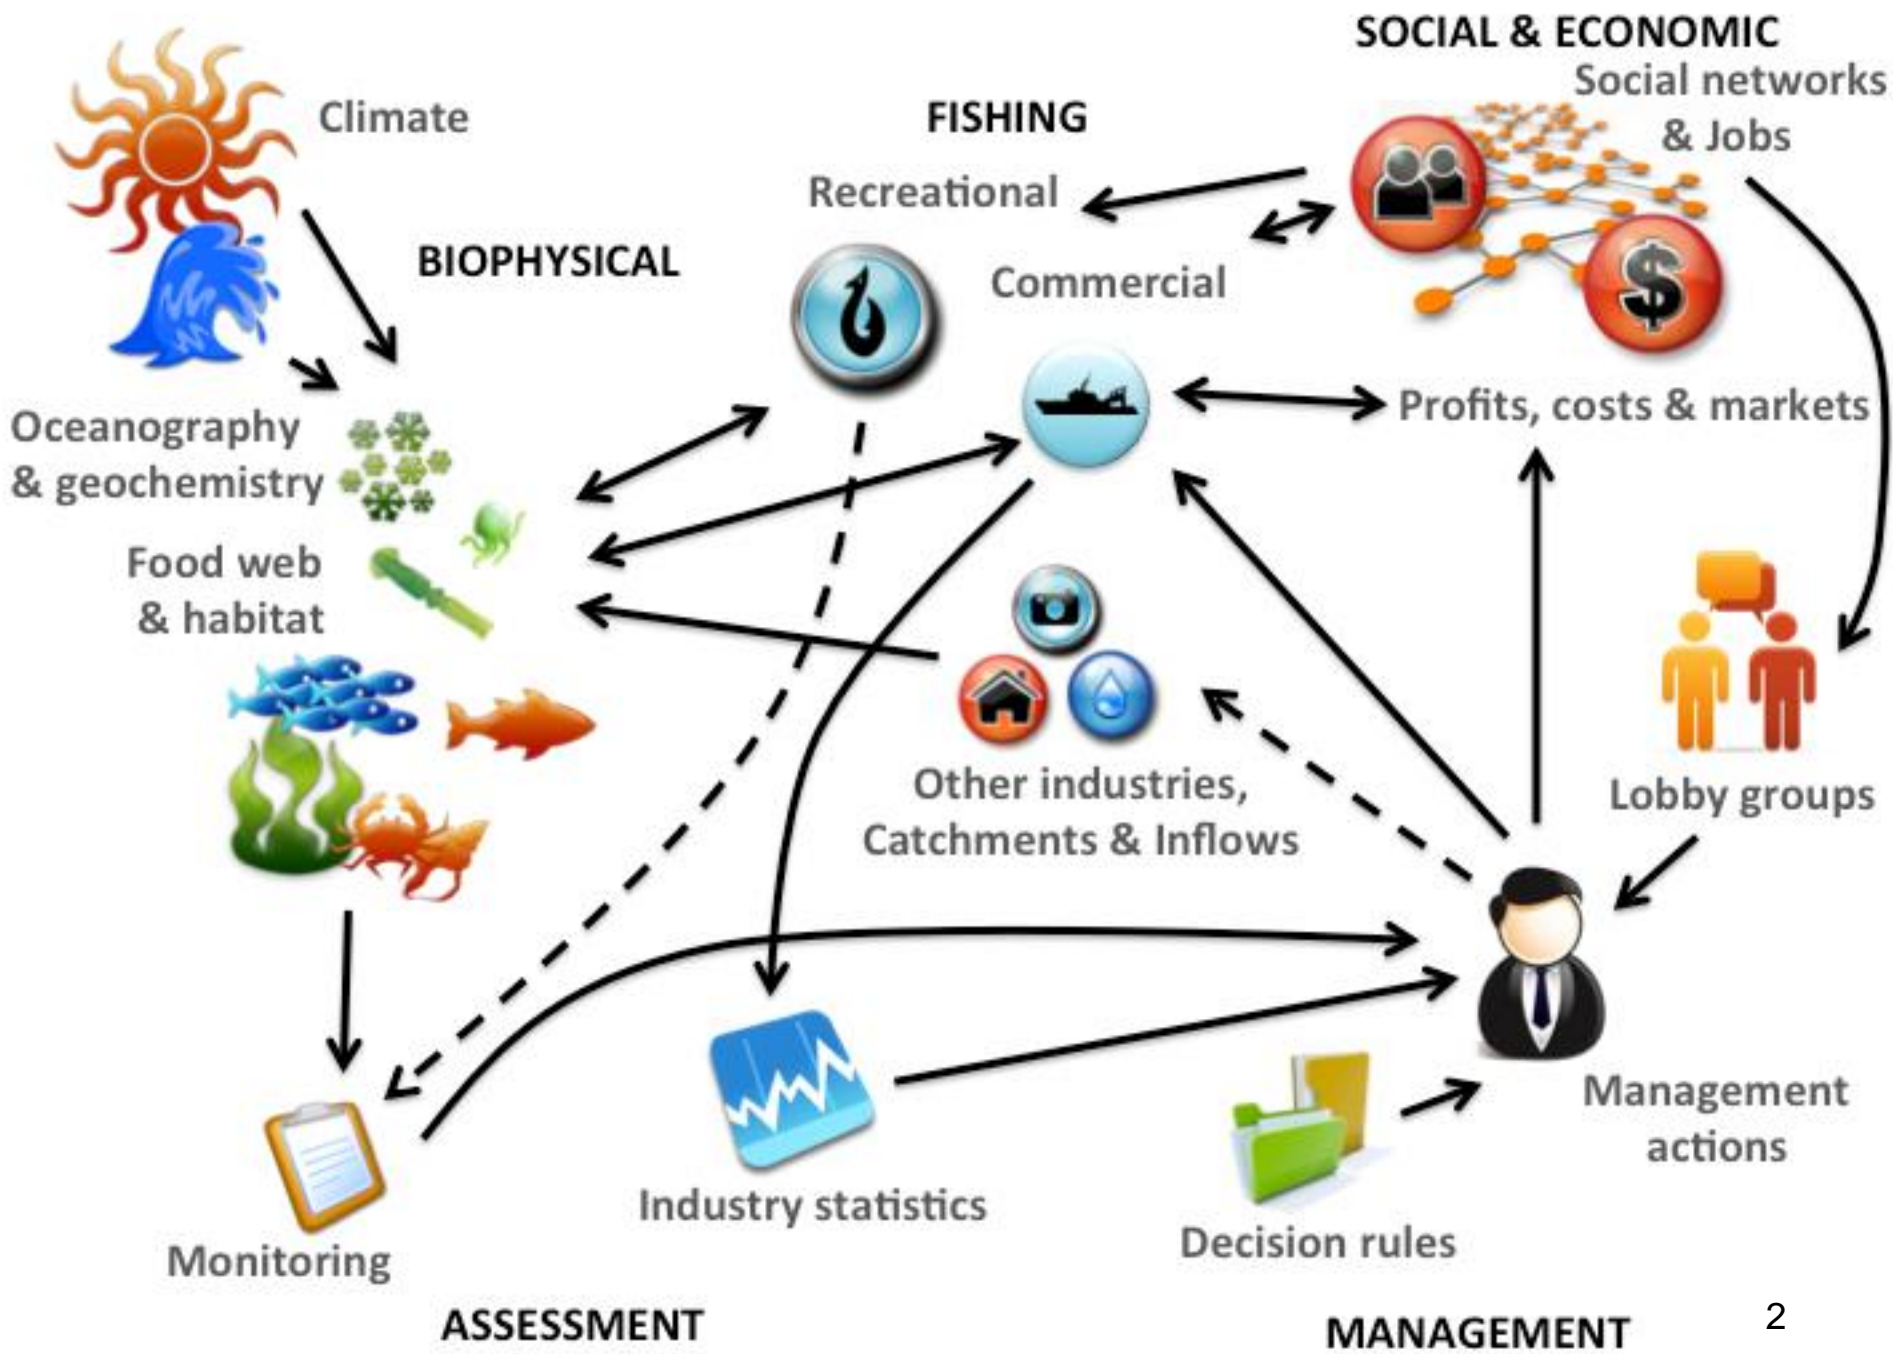 SOCIAL & ECONOMIC
Social networks
& Jobs
Climate
FISHING
Recreational
BIOPHYSICAL
Commercial
$
Profits, costs & markets
Oceanography
& geochemistry
Food web
& habitat
Other industries,
Catchments & Inflows
Lobby groups
Management
actions
Industry statistics
Decision rules
Monitoring
ASSESSMENT
MANAGEMENT
2